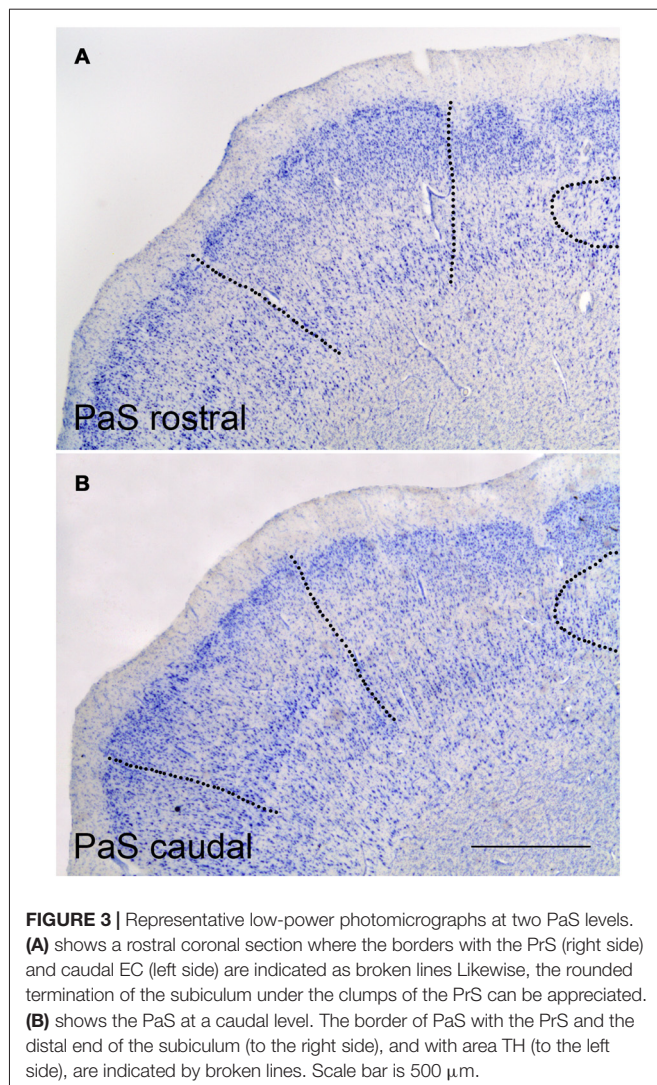 A
PaS rostral
B
PaS caudal
FIGURE 3 | Representative low-power photomicrographs at two PaS levels.
(A) shows a rostral coronal section where the borders with the PrS (right side)
and caudal EC (left side) are indicated as broken lines Likewise, the rounded
termination of the subiculum under the clumps of the PrS can be appreciated.
(B) shows the PaS at a caudal level. The border of PaS with the PrS and the
distal end of the subiculum (to the right side), and with area TH (to the left
side), are indicated by broken lines. Scale bar is 500 μm.